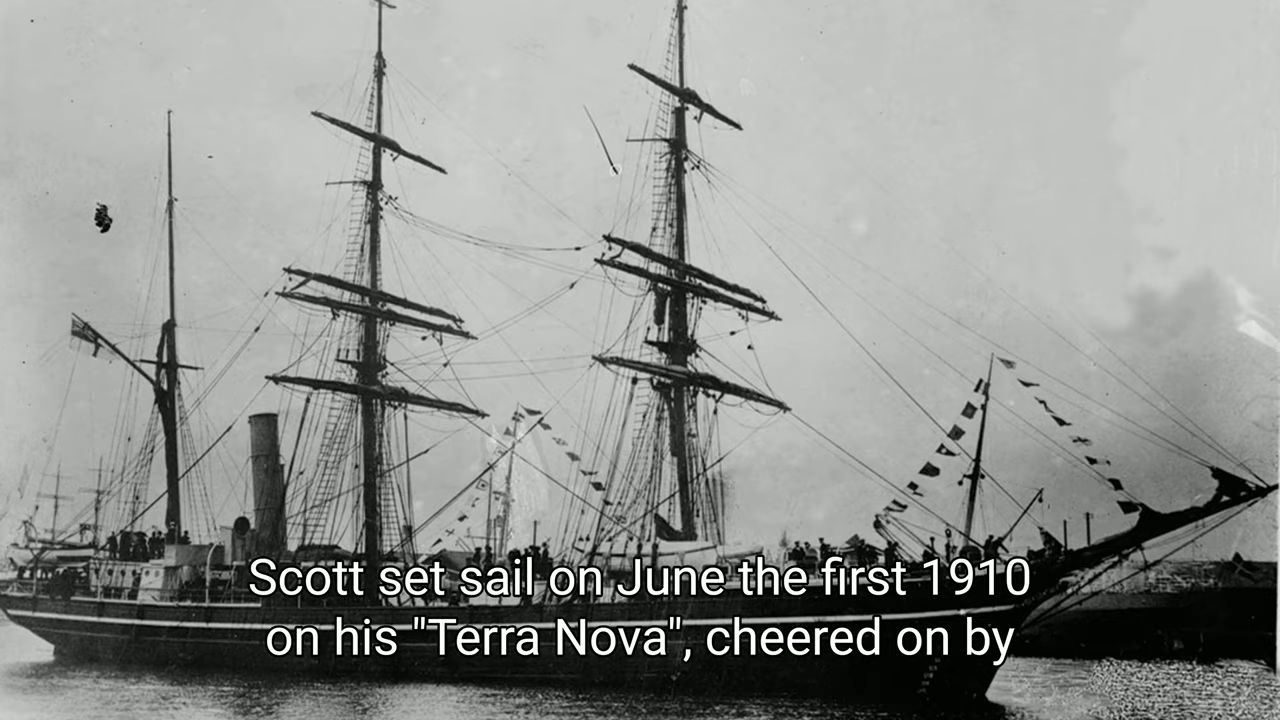 Scott set sail on June the first 1910
on his "Terra Nova", cheered on by